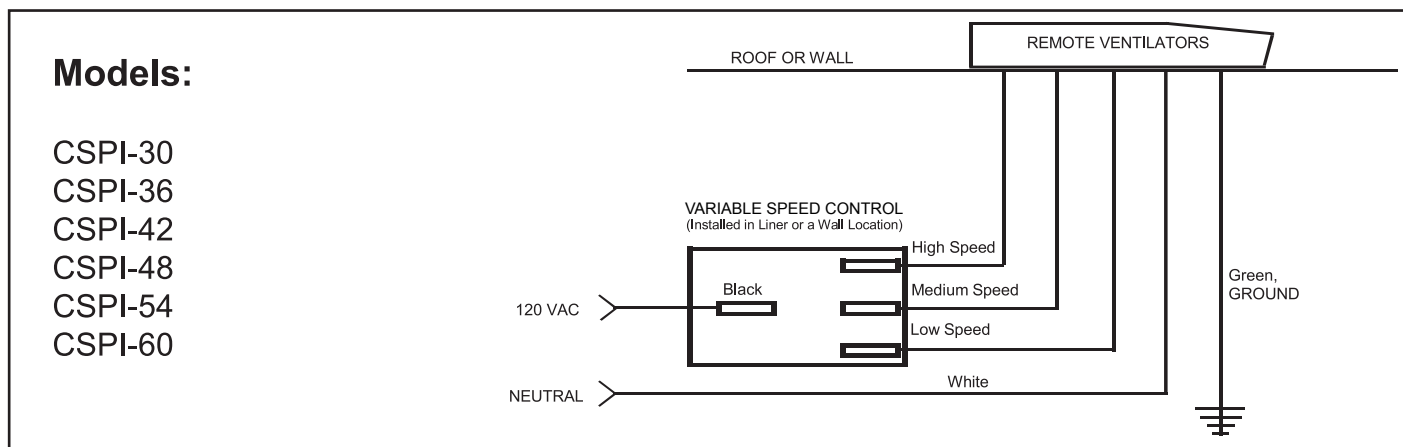 Models:
CSPI-30
CSPI-36
CSPI-42
CSPI-48
CSPI-54
CSPI-60
REMOTE VENTILATORS
ROOF OR WALL
VARIABLE SPEED CONTROL
(Installed in Liner or a Wall Location)
High Speed
Black
Medium Speed
120 VAC
Low Speed
Green,
GROUND
White
NEUTRAL